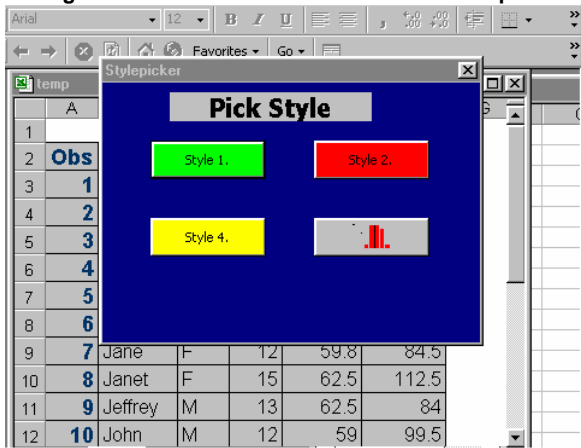 Arial 12 B I U
Favorites Go
temp
Stylepicker
Pick Style
Style 1. Style 2.
Style 4.
A G
1
2 Obs
3 1
4 2
5 3
6 4
7 5
8 6
9 7 Jane F 12 59.8 84.5
10 8 Janet F 15 62.5 112.5
11 9 Jeffrey M 13 62.5 84
12 10 John M 12 59 99.5